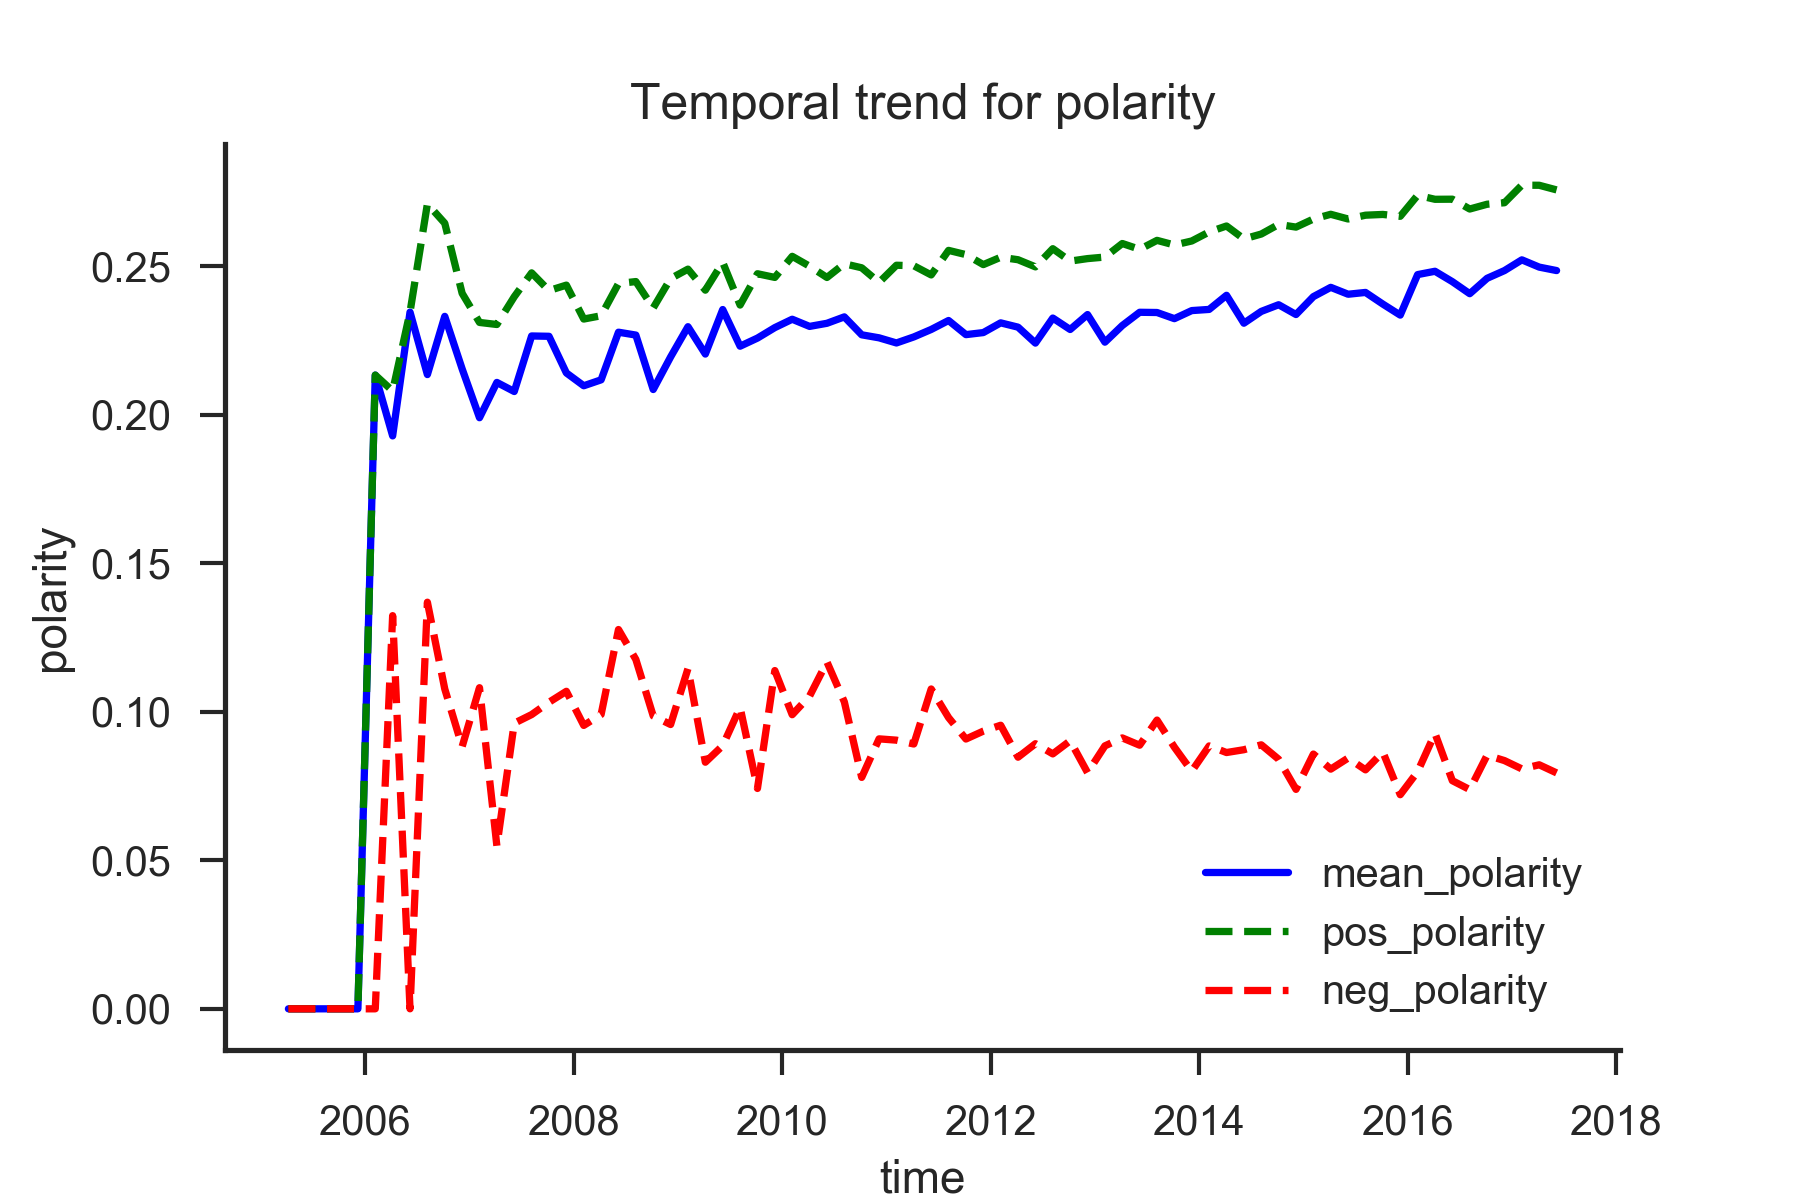 Temporal trend for polarity
polarity
0.25
0.20
0.15
0.10
0.05
0.00
mean_polarity
pos_polarity
neg_polarity
2006 2008 2010 2012 2014 2016 2018
time